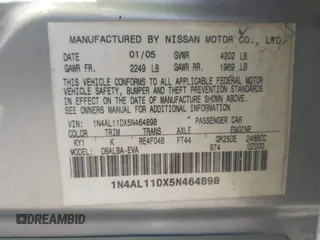 MANUFACTURED BY NISSAN MOTOR CO., LTD.
DATE 01/05 GVWR 4202 LB
GAWR FR. 2249 LB GAWR RR. 1969 LB
THIS VEHICLE CONFORMS TO ALL APPLICABLE FEDERAL MOTOR
VEHICLE SAFETY, BUMPER AND THEFT PREVENTION STANDARDS
IN EFFECT ON THE DATE OF MANUFACTURE SHOWN ABOVE.
SEE OWNERS MANUAL FOR ADDITIONAL INFORMATION.
VIN: 1N4AL11DX5N464898 PASSENGER CAR
COLOR TRIM TRANS. AXLE ENGINE
KY1 K RE4F04B FT44 QR25DE 2488CC
MODEL: DBALBA-EVA 974 0Z000
1N4AL11DX5N464898
DIRMABID